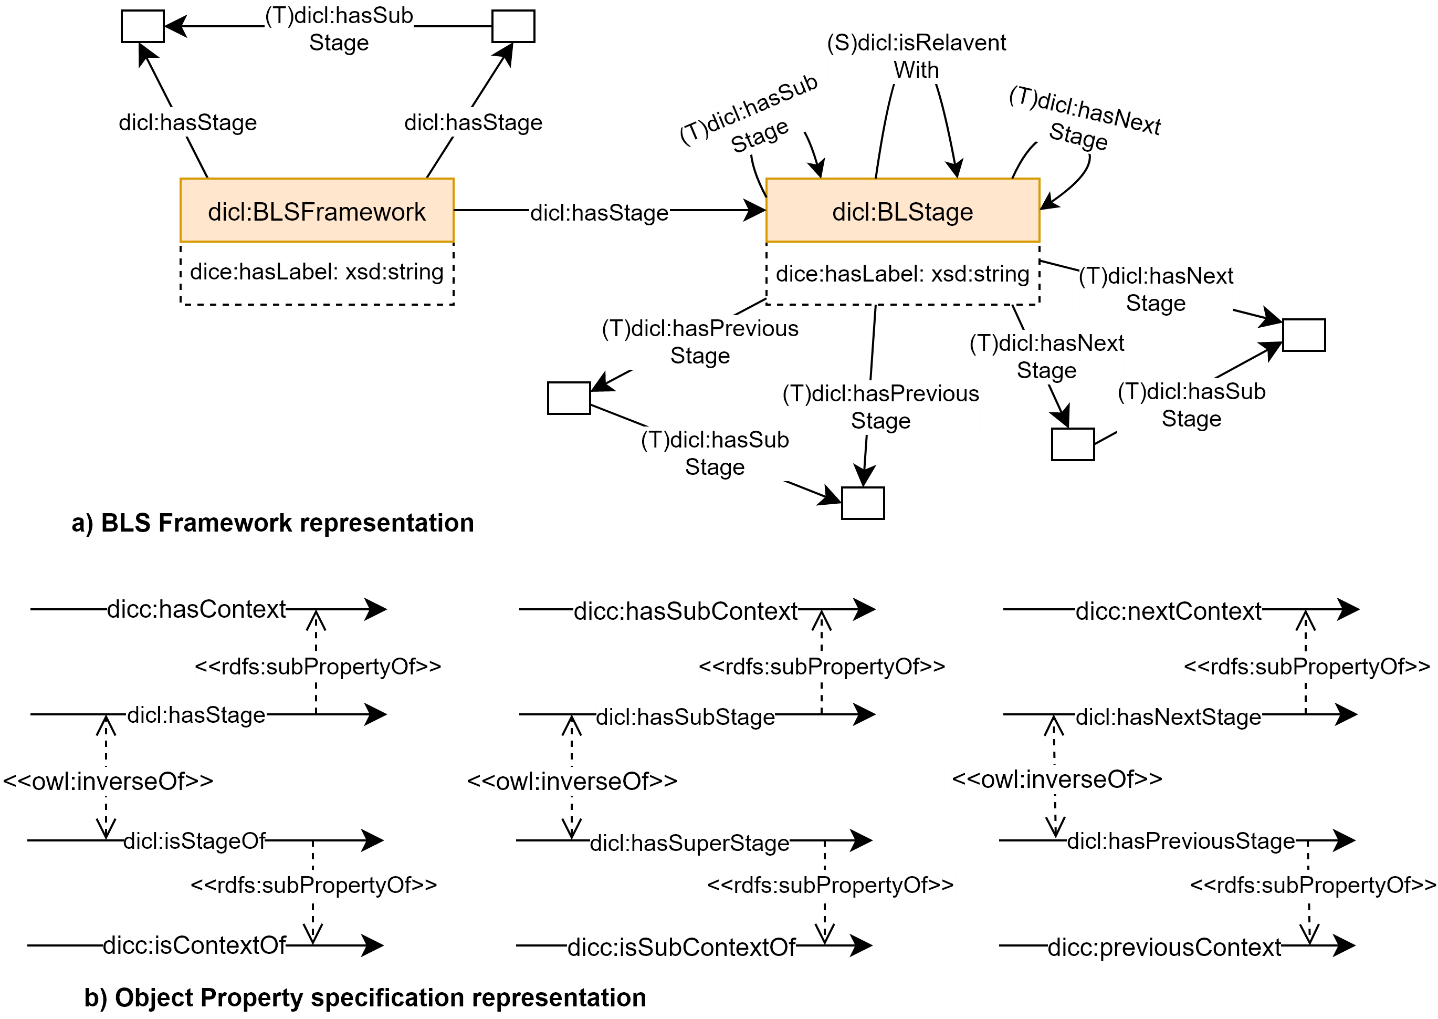 (T)dicl:hasSub
Stage
dicl:hasStage
dicl:hasStage
dicl:BLSFramework
dice:hasLabel: xsd:string
dicl:hasStage
(T)dicl:hasSub
Stage
(S)dicl:isRelavent
With
(T)dicl:hasNext
Stage
dicl:BLStage
dice:hasLabel: xsd:string
(T)dicl:hasPrevious
Stage
(T)dicl:hasSub
Stage
(T)dicl:hasPrevious
Stage
(T)dicl:hasNext
Stage
(T)dicl:hasNext
Stage
(T)dicl:hasSub
Stage
a) BLS Framework representation
dicc:hasContext
<<rdfs:subPropertyOf>>
dicl:hasStage
<<owl:inverseOf>>
dicl:isStageOf
<<rdfs:subPropertyOf>>
dicc:isContextOf
dicc:hasSubContext
<<rdfs:subPropertyOf>>
dicl:hasSubStage
<<owl:inverseOf>>
dicl:hasSuperStage
<<rdfs:subPropertyOf>>
dicc:isSubContextOf
dicc:nextContext
<<rdfs:subPropertyOf>>
dicl:hasNextStage
<<owl:inverseOf>>
dicl:hasPreviousStage
<<rdfs:subPropertyOf>>
dicc:previousContext
b) Object Property specification representation